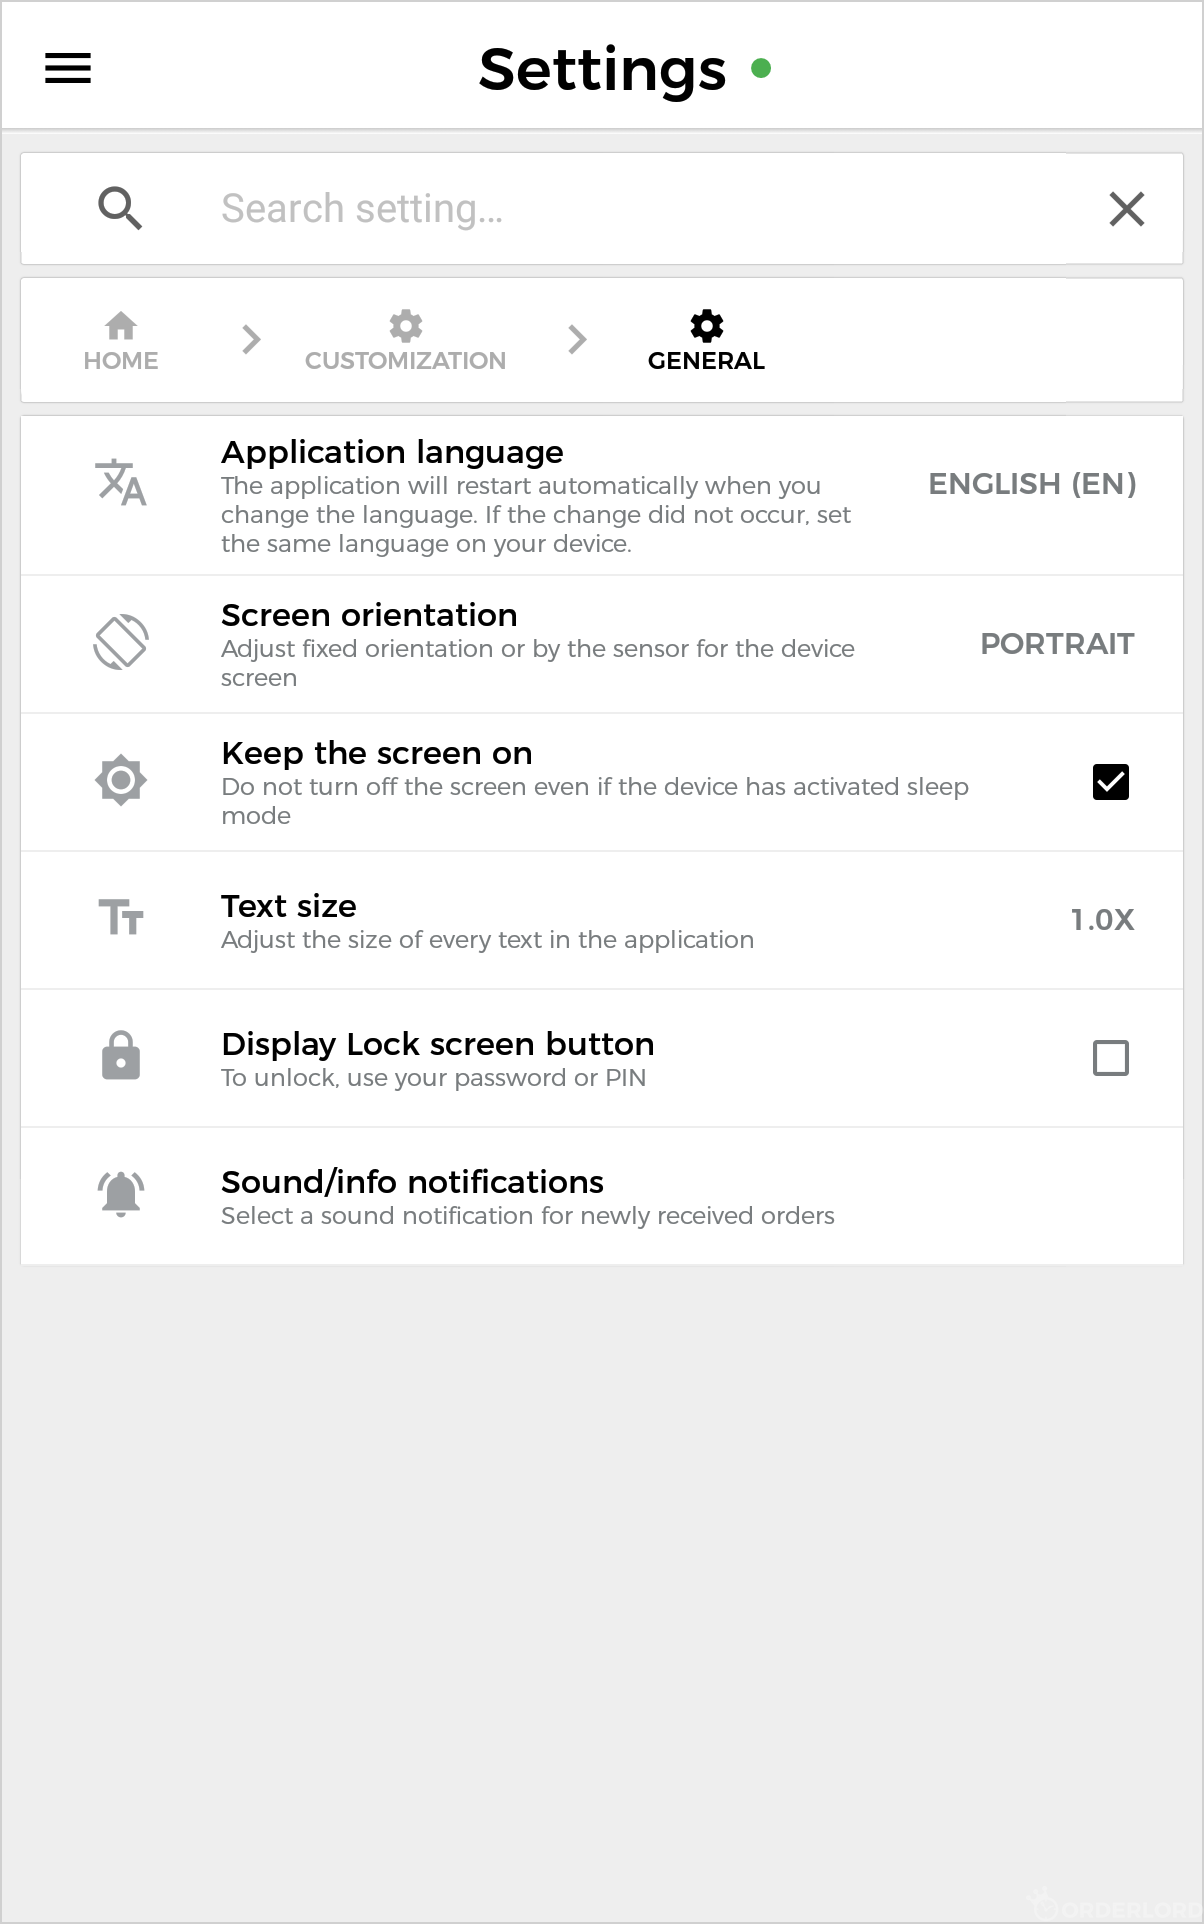 Settings
Search setting...
HOME
CUSTOMIZATION
GENERAL
Application language
The application will restart automatically when you
change the language. If the change did not occur, set
the same language on your device.
ENGLISH (EN)
Screen orientation
Adjust fixed orientation or by the sensor for the device
screen
PORTRAIT
Keep the screen on
Do not turn off the screen even if the device has activated sleep
mode
Text size
Adjust the size of every text in the application
1.0X
Display Lock screen button
To unlock, use your password or PIN
Sound/info notifications
Select a sound notification for newly received orders
ORDERLORD